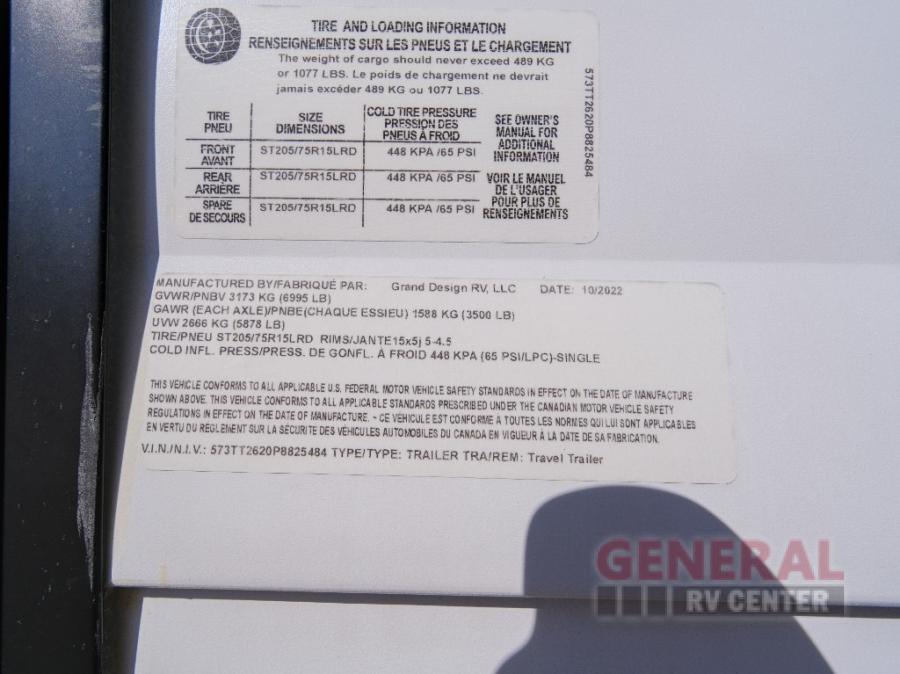 TIRE AND LOADING INFORMATION
RENSEIGNEMENTS SUR LES PNEUS ET LE CHARGEMENT
The weight of cargo should never exceed 489 KG
or 1077 LBS. Le poids de chargement ne devrait
jamais excéder 489 KG ou 1077 LBS.
TIRE PNEU SIZE DIMENSIONS COLD TIRE PRESSURE PRESSION DES PNEUS À FROID
FRONT AVANT ST205/75R15LRD 448 KPA /65 PSI
REAR ARRIÈRE ST205/75R15LRD 448 KPA /65 PSI
SPARE DE SECOURS ST205/75R15LRD 448 KPA /65 PSI
SEE OWNER'S
MANUAL FOR
ADDITIONAL
INFORMATION
VOIR LE MANUEL
DE L'USAGER
POUR PLUS DE
RENSEIGNEMENTS
573TT2620P8825484
MANUFACTURED BY/FABRIQUÉ PAR: Grand Design RV, LLC DATE: 10/2022
GVWR/PNBV 3173 KG (6995 LB)
GAWR (EACH AXLE)/PNBE(CHAQUE ESSIEU) 1588 KG (3500 LB)
UVW 2666 KG (5878 LB)
TIRE/PNEU ST205/75R15LRD RIMS/JANTE15x5j 5-4.5
COLD INFL. PRESS/PRESS. DE GONFL. À FROID 448 KPA (65 PSI/LPC)-SINGLE
THIS VEHICLE CONFORMS TO ALL APPLICABLE U.S. FEDERAL MOTOR VEHICLE SAFETY STANDARDS IN EFFECT ON THE DATE OF MANUFACTURE
SHOWN ABOVE. THIS VEHICLE CONFORMS TO ALL APPLICABLE STANDARDS PRESCRIBED UNDER THE CANADIAN MOTOR VEHICLE SAFETY
REGULATIONS IN EFFECT ON THE DATE OF MANUFACTURE. - CE VÉHICULE EST CONFORME A TOUTES LES NORMES QUI LUI SONT APPLICABLES
EN VERTU DU RÈGLEMENT SUR LA SÉCURITE DES VÉHICULES AUTOMOBILES DU CANADA EN VIGUEUR À LA DATE DE SA FABRICATION.
V.I.N./N.I.V.: 573TT2620P8825484 TYPE/TYPE: TRAILER TRA/REM: Travel Trailer
GENERAL
RV CENTER